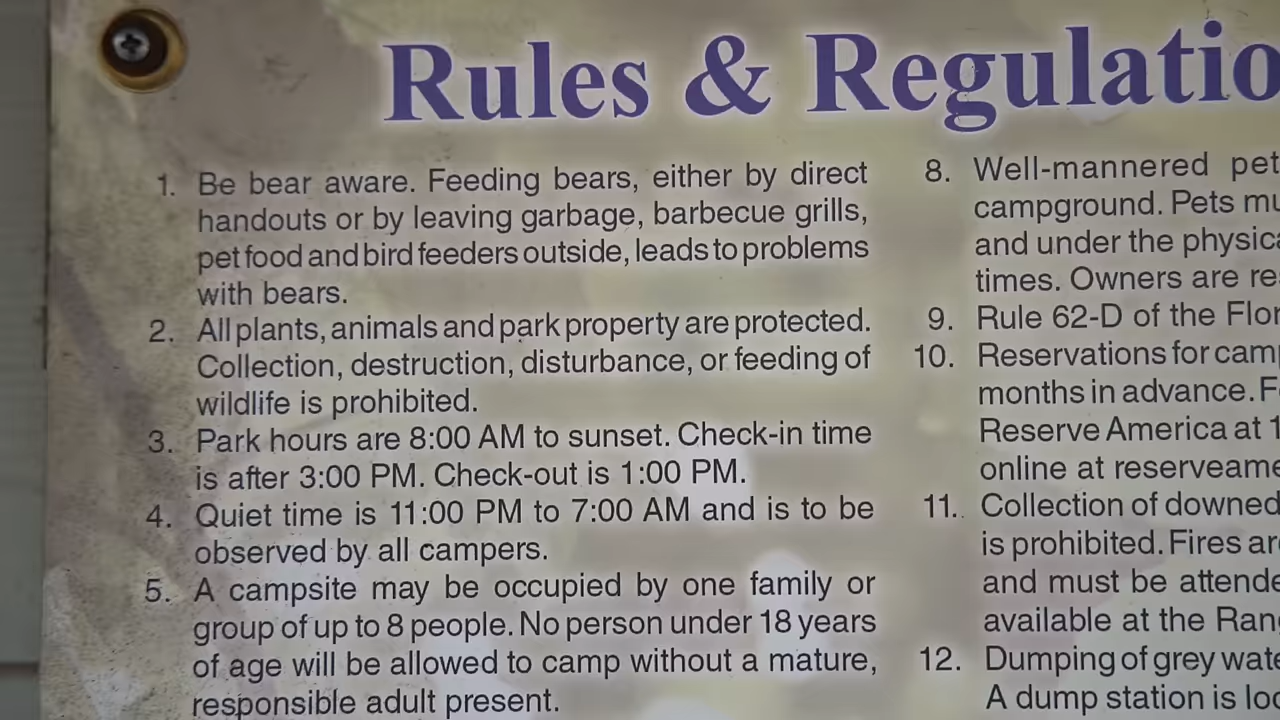 Rules & Regulatio
1. Be bear aware. Feeding bears, either by direct
handouts or by leaving garbage, barbecue grills,
pet food and bird feeders outside, leads to problems
with bears.
2. All plants, animals and park property are protected.
Collection, destruction, disturbance, or feeding of
wildlife is prohibited.
3. Park hours are 8:00 AM to sunset. Check-in time
is after 3:00 PM. Check-out is 1:00 PM.
4. Quiet time is 11:00 PM to 7:00 AM and is to be
observed by all campers.
5. A campsite may be occupied by one family or
group of up to 8 people. No person under 18 years
of age will be allowed to camp without a mature,
responsible adult present.
8. Well-mannered pet
campground. Pets mu
and under the physica
times. Owners are re
9. Rule 62-D of the Flor
10. Reservations for cam
months in advance. F
Reserve America at 1
online at reserveame
11. Collection of downed
is prohibited. Fires are
and must be attende
available at the Ran
12. Dumping of grey wate
A dump station is loc